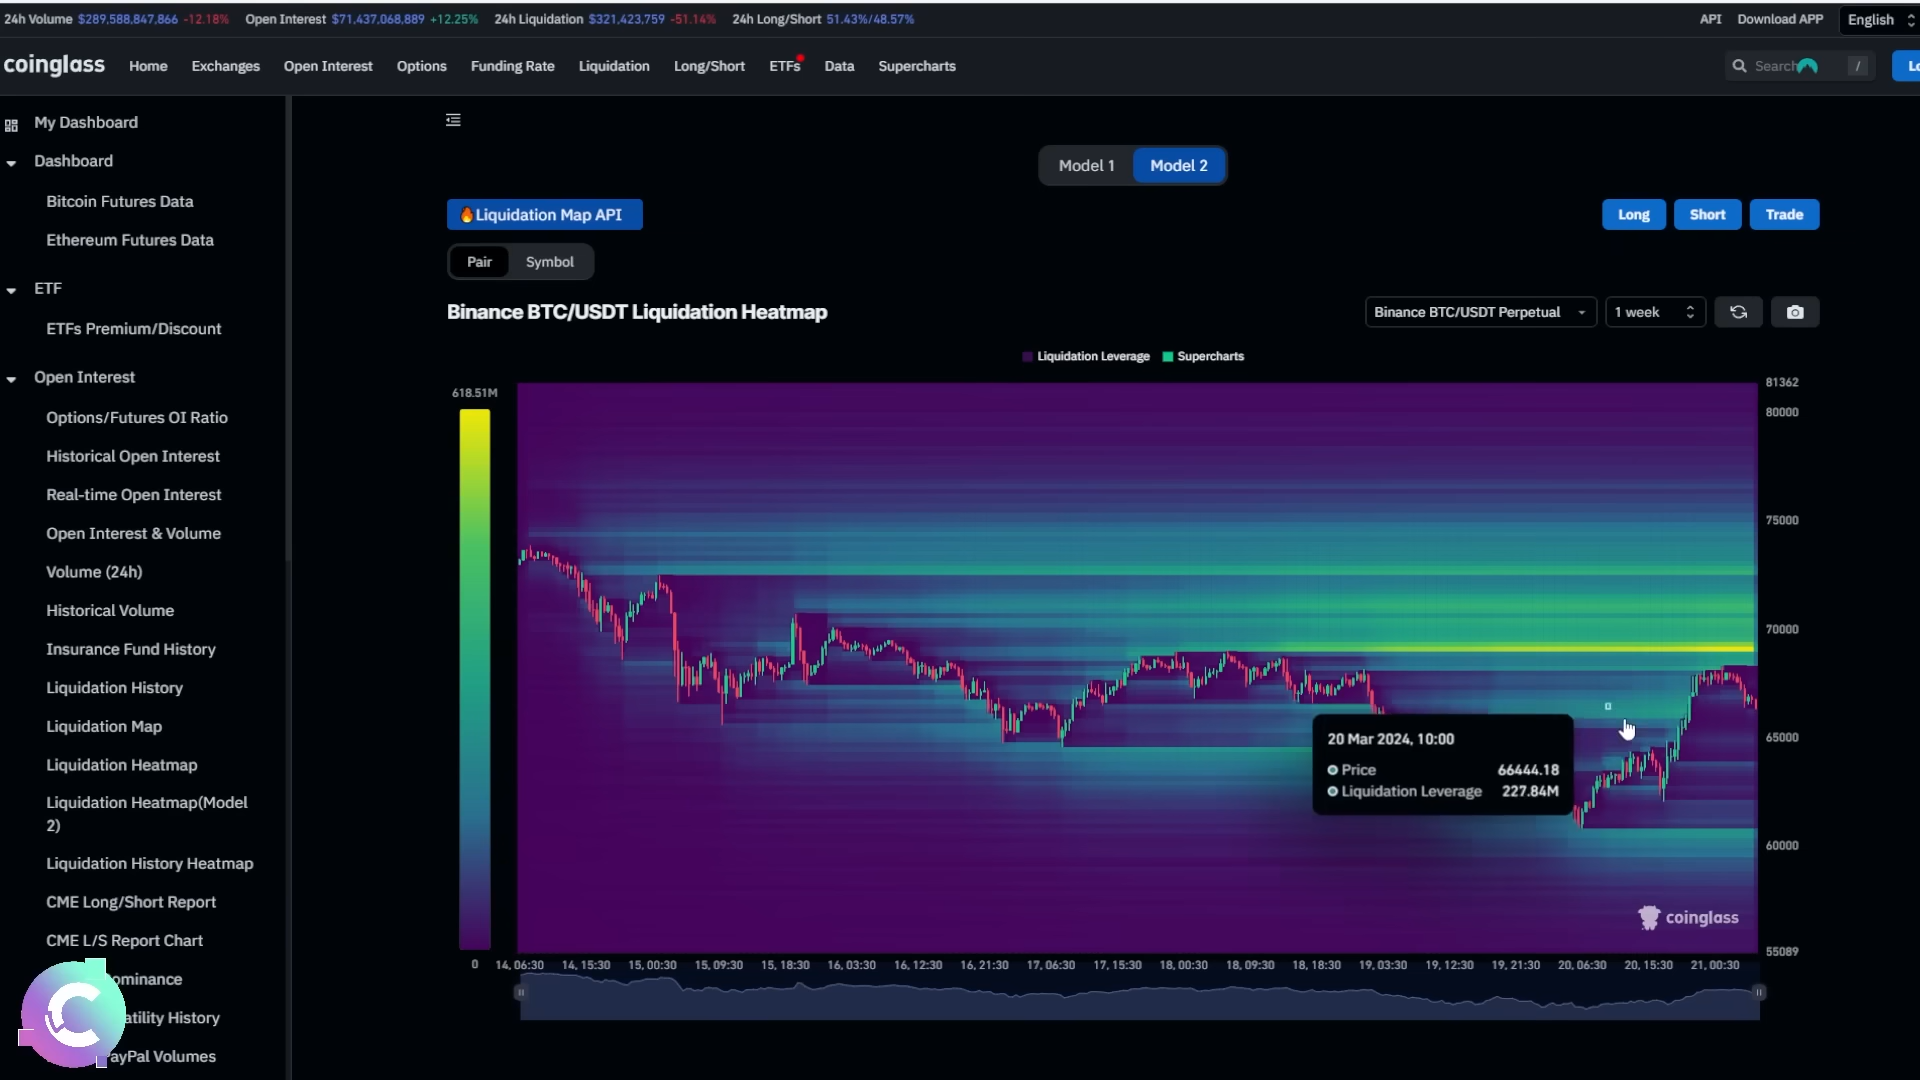 24h Volume $289,588,847,866 -12.18% Open Interest $71,437,068,889 +12.25% 24h Liquidation $321,423,759 -51.14% 24h Long/Short 51.43%/48.57% API Download APP English
coinglass Home Exchanges Open Interest Options Funding Rate Liquidation Long/Short ETFs Data Supercharts Search / Lo
My Dashboard
Dashboard
Bitcoin Futures Data
Ethereum Futures Data
ETF
ETFs Premium/Discount
Open Interest
Options/Futures OI Ratio
Historical Open Interest
Real-time Open Interest
Open Interest & Volume
Volume (24h)
Historical Volume
Insurance Fund History
Liquidation History
Liquidation Map
Liquidation Heatmap
Liquidation Heatmap(Model
2)
Liquidation History Heatmap
CME Long/Short Report
CME L/S Report Chart
ominance
atility History
ayPal Volumes
Model 1 Model 2
Liquidation Map API
Long Short Trade
Pair Symbol
Binance BTC/USDT Liquidation Heatmap
Binance BTC/USDT Perpetual 1 week
Liquidation Leverage Supercharts
618.51M
0
81362
80000
75000
70000
65000
60000
55089
20 Mar 2024, 10:00
Price 66444.18
Liquidation Leverage 227.84M
coinglass
14, 06:30 14, 15:30 15, 00:30 15, 09:30 15, 18:30 16, 03:30 16, 12:30 16, 21:30 17, 06:30 17, 15:30 18, 00:30 18, 09:30 18, 18:30 19, 03:30 19, 12:30 19, 21:30 20, 06:30 20, 15:30 21, 00:30